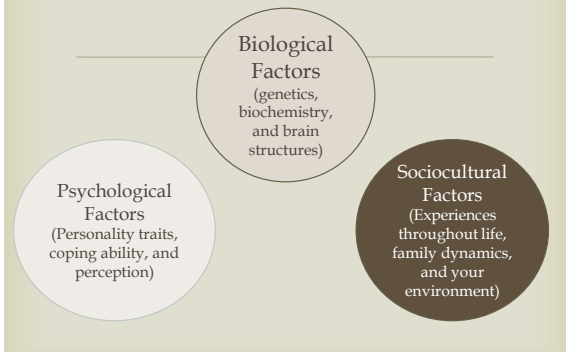 Biological
Factors
(genetics,
biochemistry,
and brain
structures)
Psychological
Factors
(Personality traits,
coping ability, and
perception)
Sociocultural
Factors
(Experiences
throughout life,
family dynamics,
and your
environment)